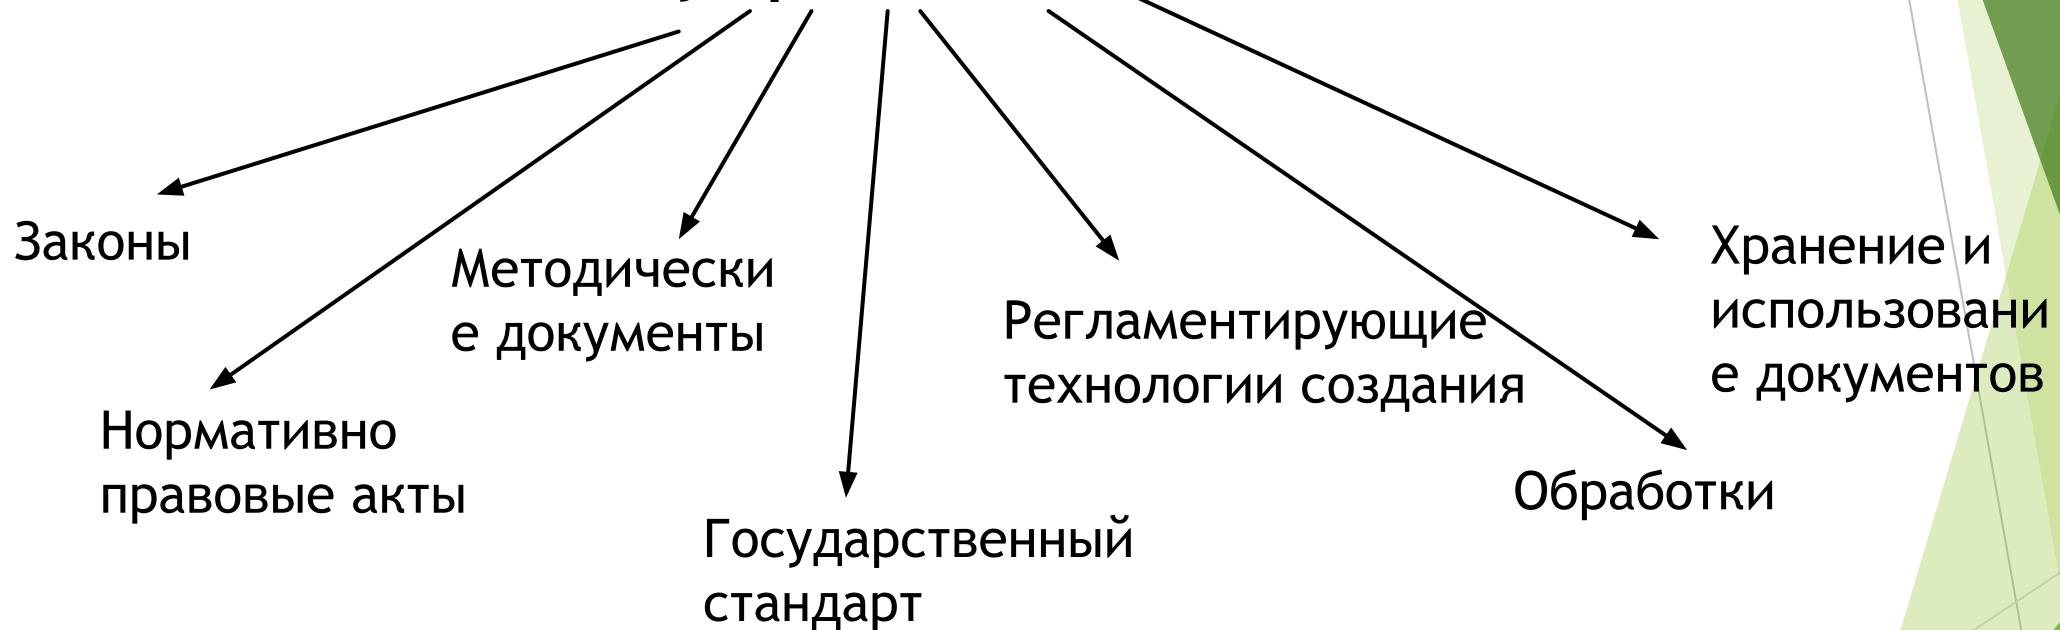 Законы
Методически
е документы
Нормативно
правовые акты
Государственный
стандарт
Регламентирующие
технологии создания
Обработки
Хранение и
использовани
е документов